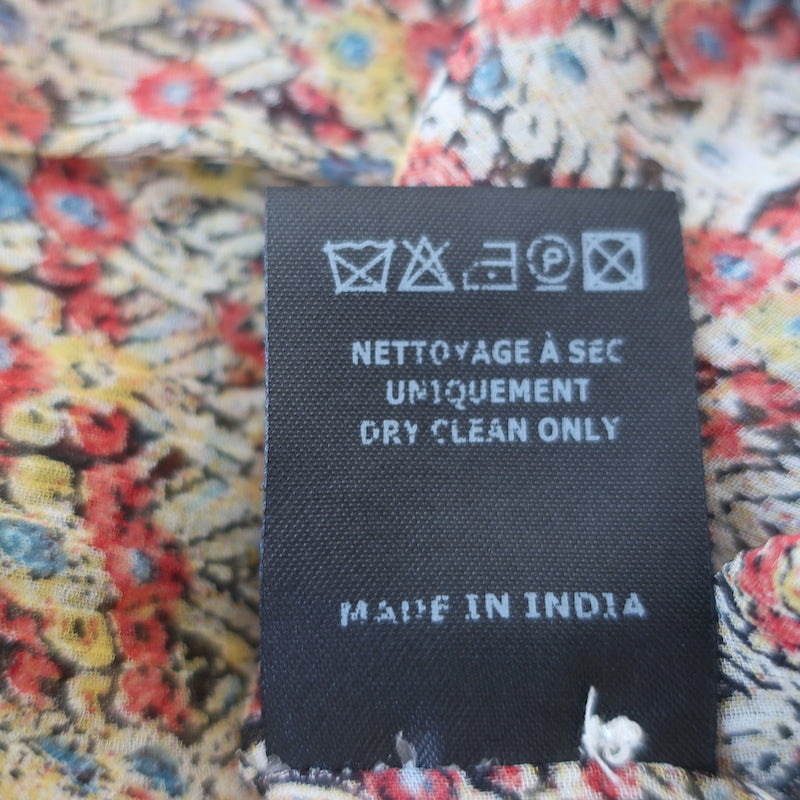 P
NETTOYAGE À SEC
UNIQUEMENT
DRY CLEAN ONLY
MADE IN INDIA